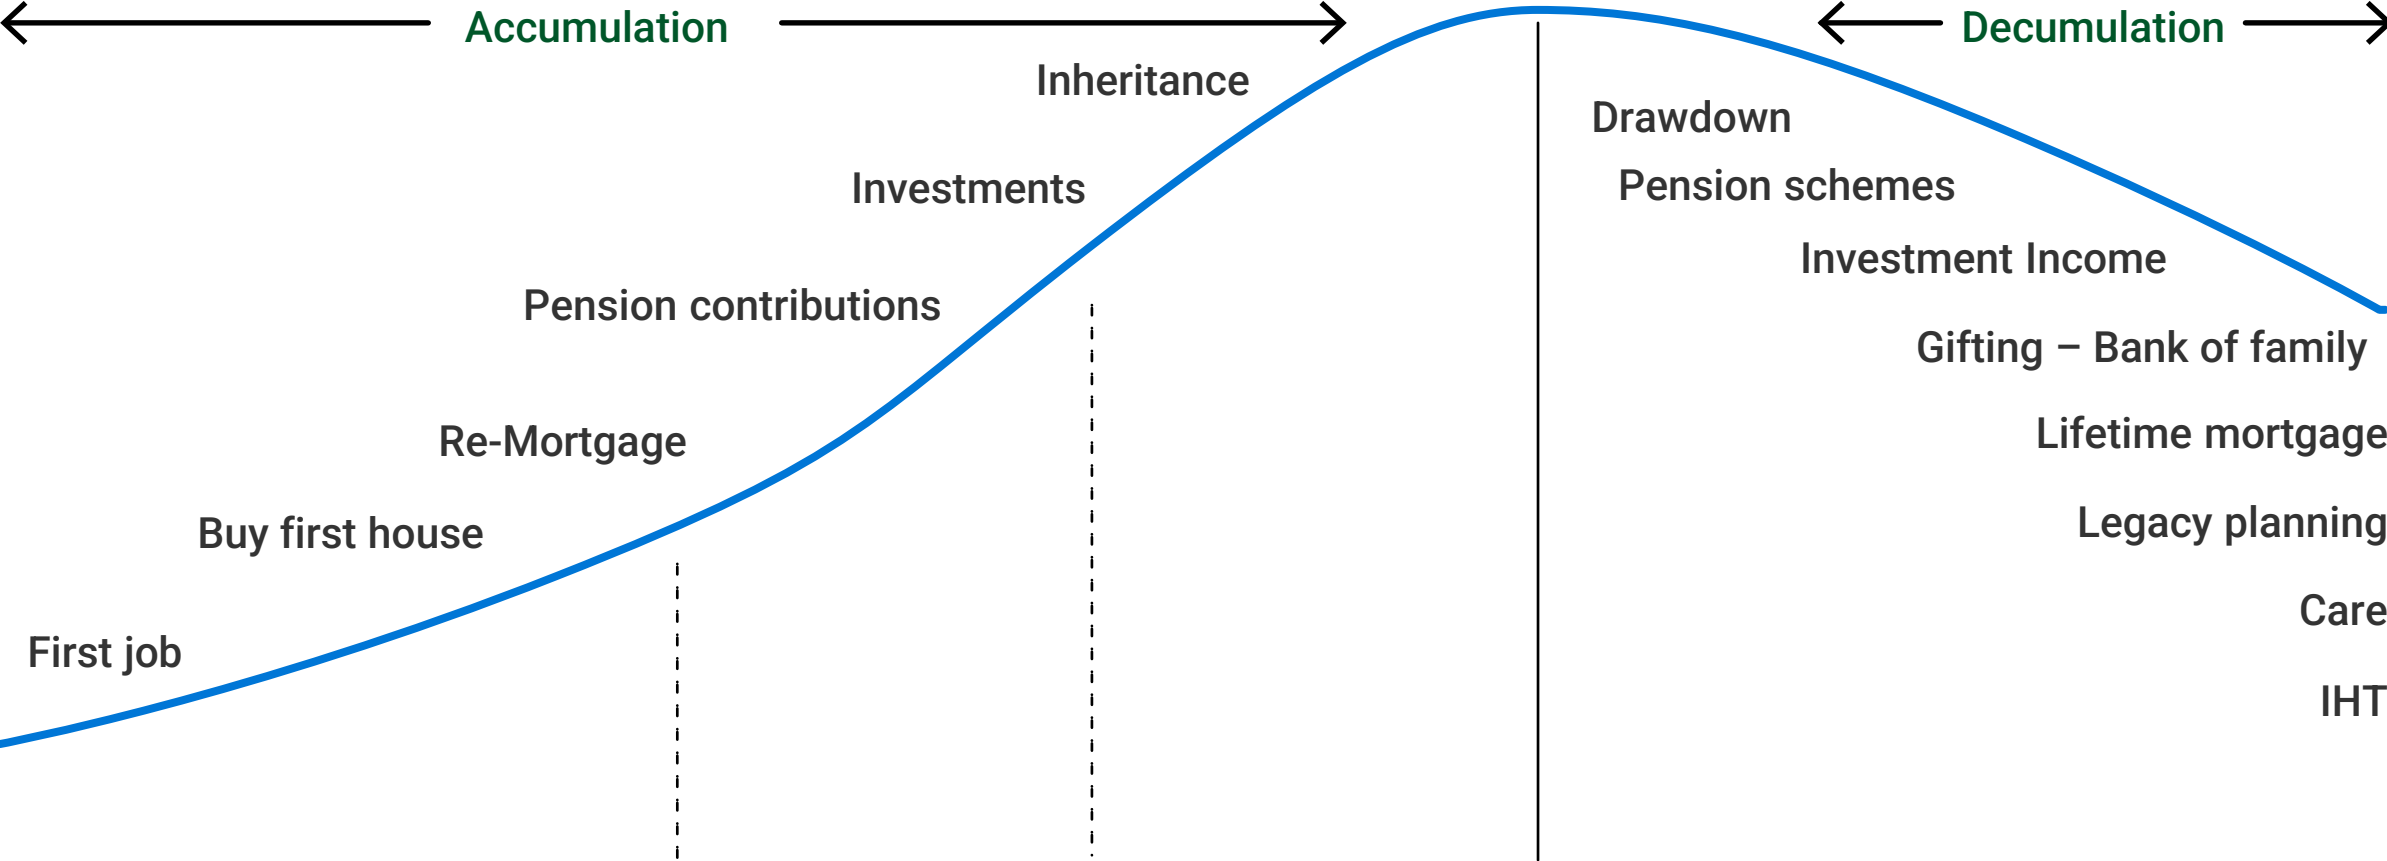 Accumulation
Decumulation
Inheritance
Drawdown
Investments
Pension schemes
Investment Income
Pension contributions
Gifting – Bank of family
Re-Mortgage
Lifetime mortgage
Buy first house
Legacy planning
Care
First job
IHT